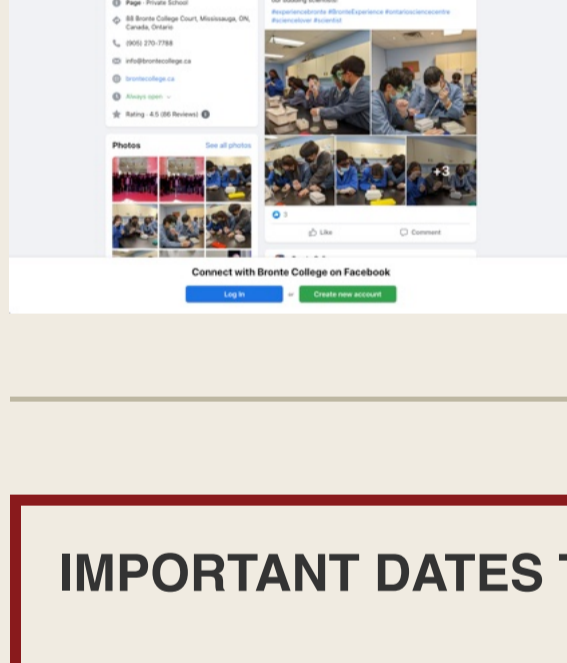 Page · Private School
88 Bronte College Court, Mississauga, ON,
Canada, Ontario
(905) 270-7788
info@brontecollege.ca
brontecollege.ca
Always open
Rating · 4.5 (86 Reviews)
Photos
See all photos
#experiencebronte #BronteExperience #ontariosciencecentre
#sciencelover #scientist
+3
3
Like
Comment
Connect with Bronte College on Facebook
Log In
or
Create new account
IMPORTANT DATES